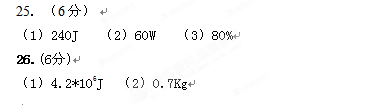 25. （6分）
（1）240J （2）60W （3）80%
26.(6分)
（1）4.2*10⁶J （2）0.7Kg